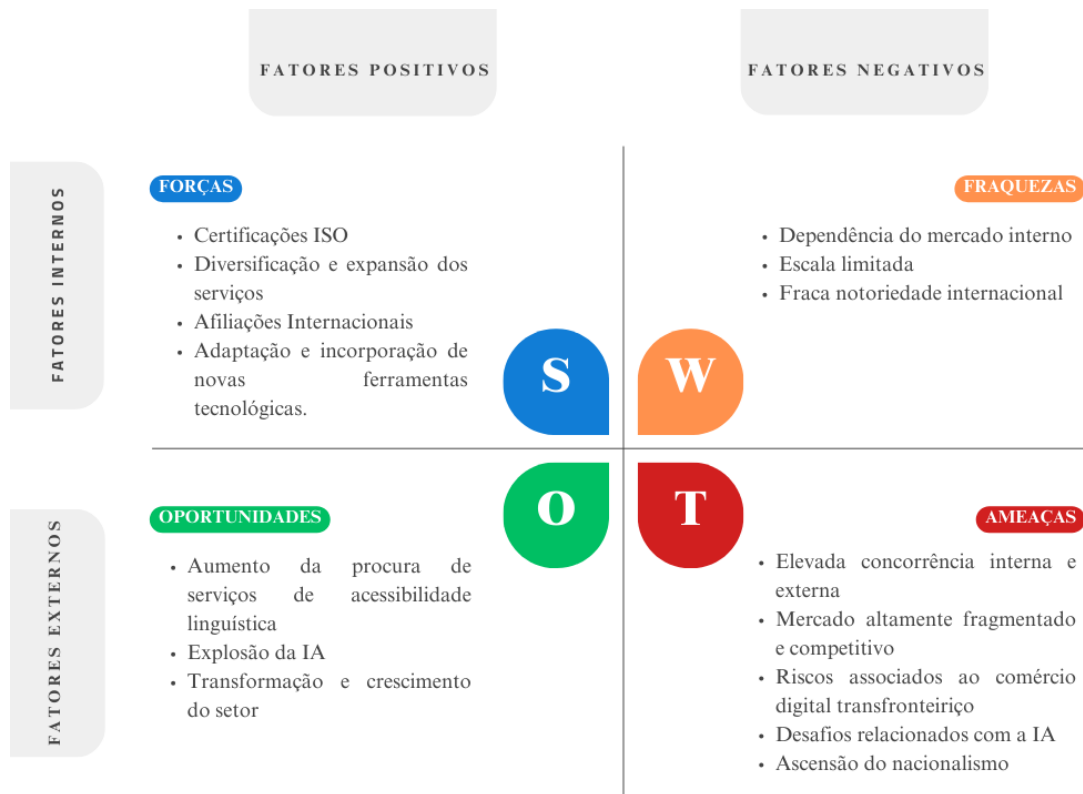 FATORES POSITIVOS
FATORES NEGATIVOS
FATORES INTERNOS
FORÇAS
• Certificações ISO
• Diversificação e expansão dos
serviços
• Afiliações Internacionais
• Adaptação e incorporação de
novas ferramentas
tecnológicas.
FRAQUEZAS
• Dependência do mercado interno
• Escala limitada
• Fraca notoriedade internacional
S
W
O
T
FATORES EXTERNOS
OPORTUNIDADES
• Aumento da procura de
serviços de acessibilidade
linguística
• Explosão da IA
• Transformação e crescimento
do setor
AMEAÇAS
• Elevada concorrência interna e
externa
• Mercado altamente fragmentado
e competitivo
• Riscos associados ao comércio
digital transfronteiriço
• Desafios relacionados com a IA
• Ascensão do nacionalismo